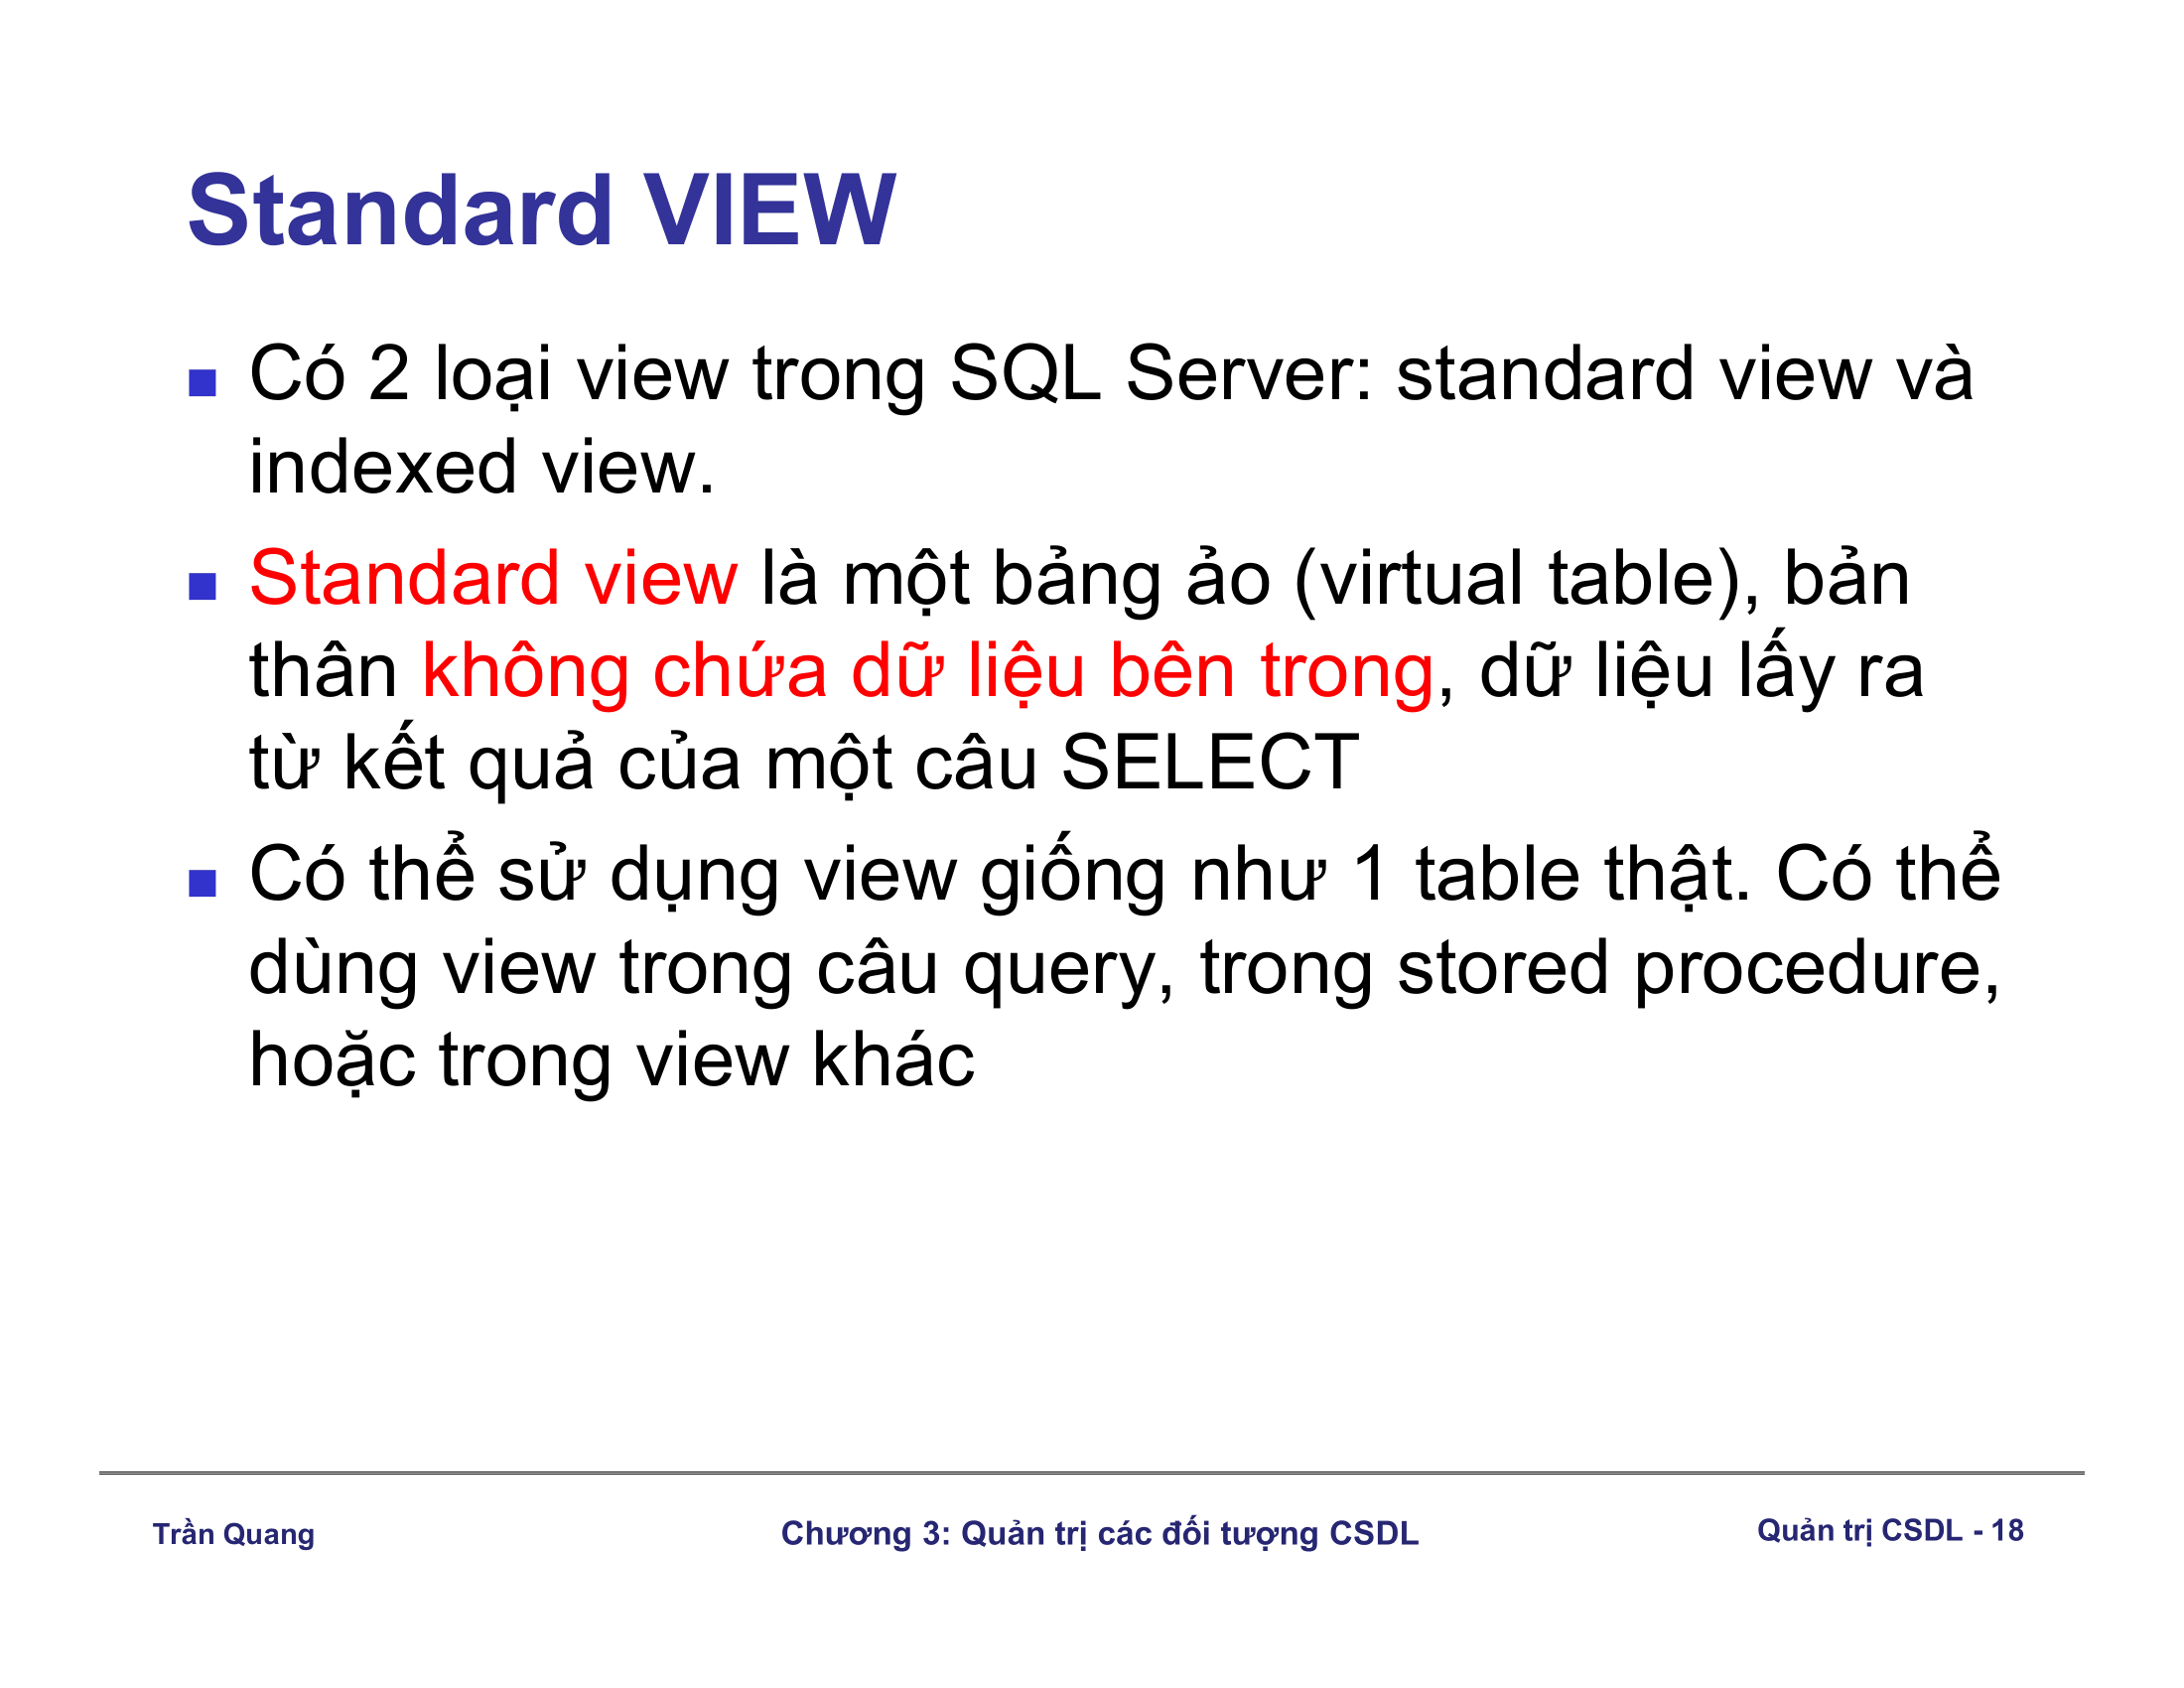 Standard VIEW
Có 2 loại view trong SQL Server: standard view và
indexed view.
Standard view là một bảng ảo (virtual table), bản
thân không chứa dữ liệu bên trong, dữ liệu lấy ra
từ kết quả của một câu SELECT
Có thể sử dụng view giống như 1 table thật. Có thể
dùng view trong câu query, trong stored procedure,
hoặc trong view khác
Trần Quang
Chương 3: Quản trị các đối tượng CSDL
Quản trị CSDL - 18